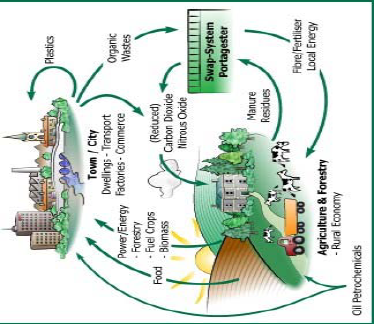 Plastics
Organic
Wastes
Town / City
Dwellings - Transport
Factories - Commerce
Swap-System
Portagester
(Reduced)
Carbon Dioxide
Nitrous Oxide
Power/Energy
- Forestry
- Fuel Crops
- Biomass
Food
Manure
Residues
Fibre/Fertiliser
Local Energy
Agriculture & Forestry
- Rural Economy
Oil Petrochemicals